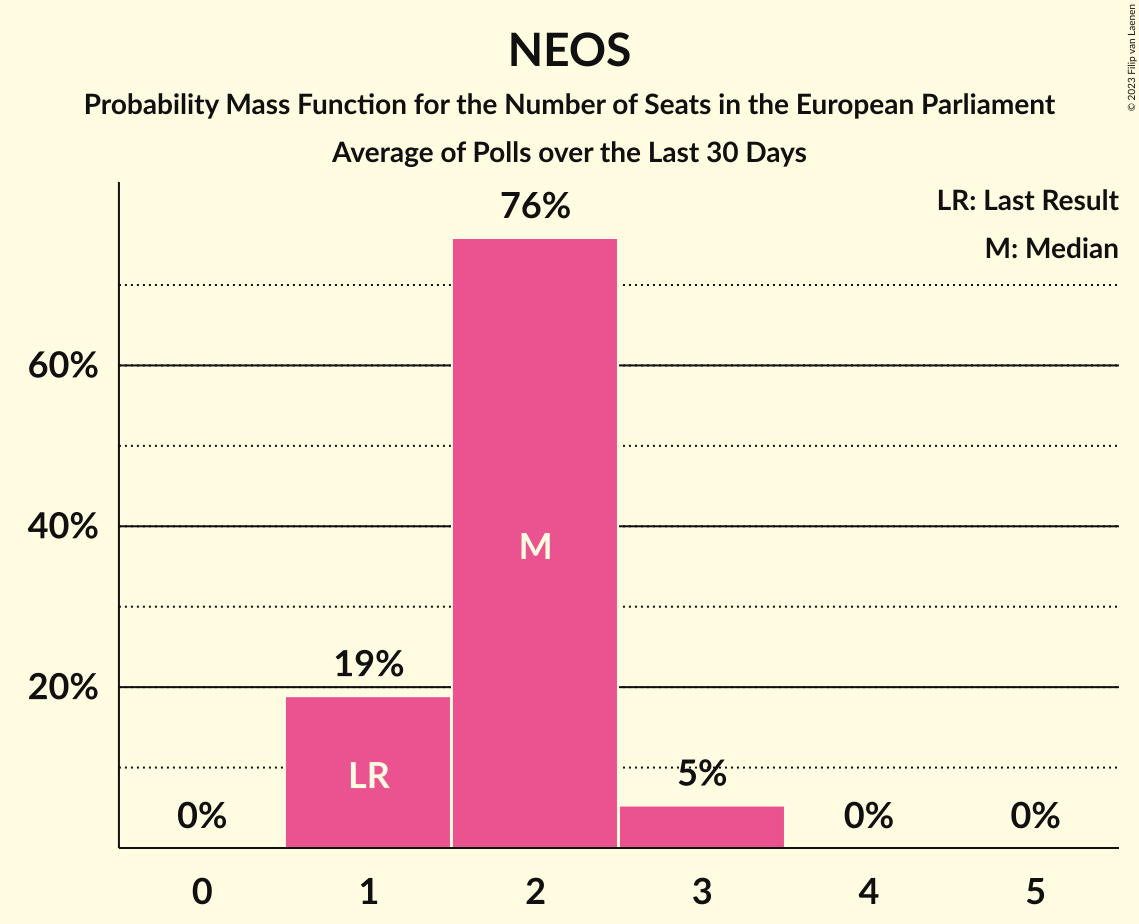 NEOS
Probability Mass Function for the Number of Seats in the European Parliament
Average of Polls over the Last 30 Days
© 2023 Filip van Laenen
LR: Last Result
M: Median
76%
60%
40%
M
19%
20%
LR
5%
0%
0%
0%
0 1 2 3 4 5